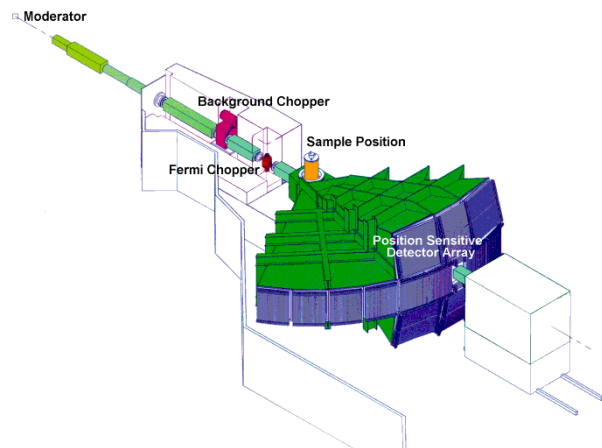 Moderator
Background Chopper
Sample Position
Fermi Chopper
Position Sensitive
Detector Array